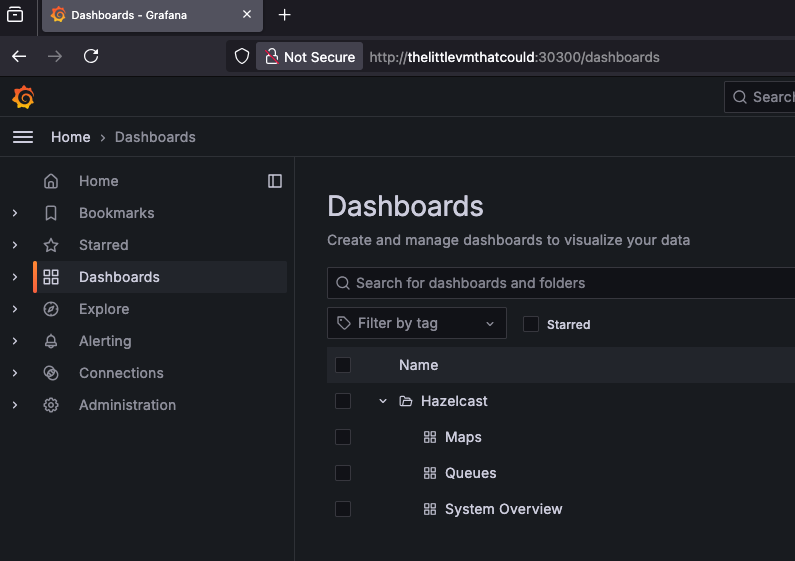 Dashboards - Grafana
Not Secure http://thelittlevmthatcould:30300/dashboards
Search
Home › Dashboards
Home
Bookmarks
Starred
Dashboards
Explore
Alerting
Connections
Administration
Dashboards
Create and manage dashboards to visualize your data
Search for dashboards and folders
Filter by tag Starred
Name
Hazelcast
Maps
Queues
System Overview